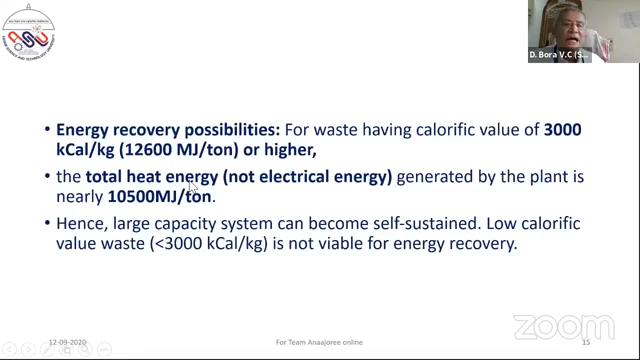 D. Bora V.C (S...
• Energy recovery possibilities: For waste having calorific value of 3000
kCal/kg (12600 MJ/ton) or higher,
• the total heat energy (not electrical energy) generated by the plant is
nearly 10500MJ/ton.
• Hence, large capacity system can become self-sustained. Low calorific
value waste (<3000 kCal/kg) is not viable for energy recovery.
zoom
12-09-2020
For Team Anaajoree online
15